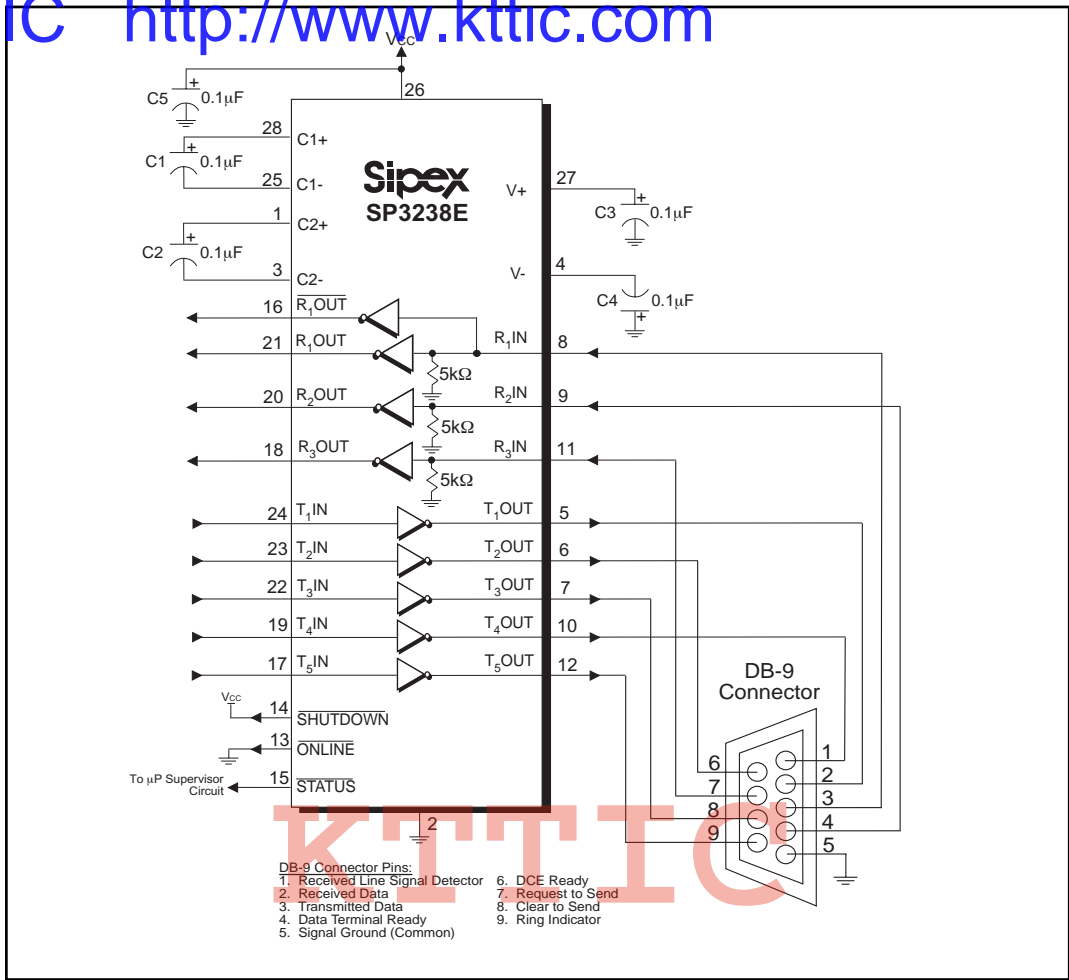 IC http://www.kttic.com
VCC
26
C5 + 0.1µF
28 C1+
C1 + 0.1µF
25 C1-
1 C2+
C2 + 0.1µF
3 C2-
Sipex
SP3238E
V+ 27
C3 + 0.1µF
V- 4
C4 0.1µF
+
16 R1OUT
21 R1OUT R1IN 8
5kΩ
20 R2OUT R2IN 9
5kΩ
18 R3OUT R3IN 11
5kΩ
24 T1IN T1OUT 5
23 T2IN T2OUT 6
22 T3IN T3OUT 7
19 T4IN T4OUT 10
17 T5IN T5OUT 12
VCC
14 SHUTDOWN
13 ONLINE
To µP Supervisor
Circuit
15 STATUS
2
DB-9
Connector
6
7
8
9
1
2
3
4
5
KTTIC
DB-9 Connector Pins:
1. Received Line Signal Detector
2. Received Data
3. Transmitted Data
4. Data Terminal Ready
5. Signal Ground (Common)
6. DCE Ready
7. Request to Send
8. Clear to Send
9. Ring Indicator